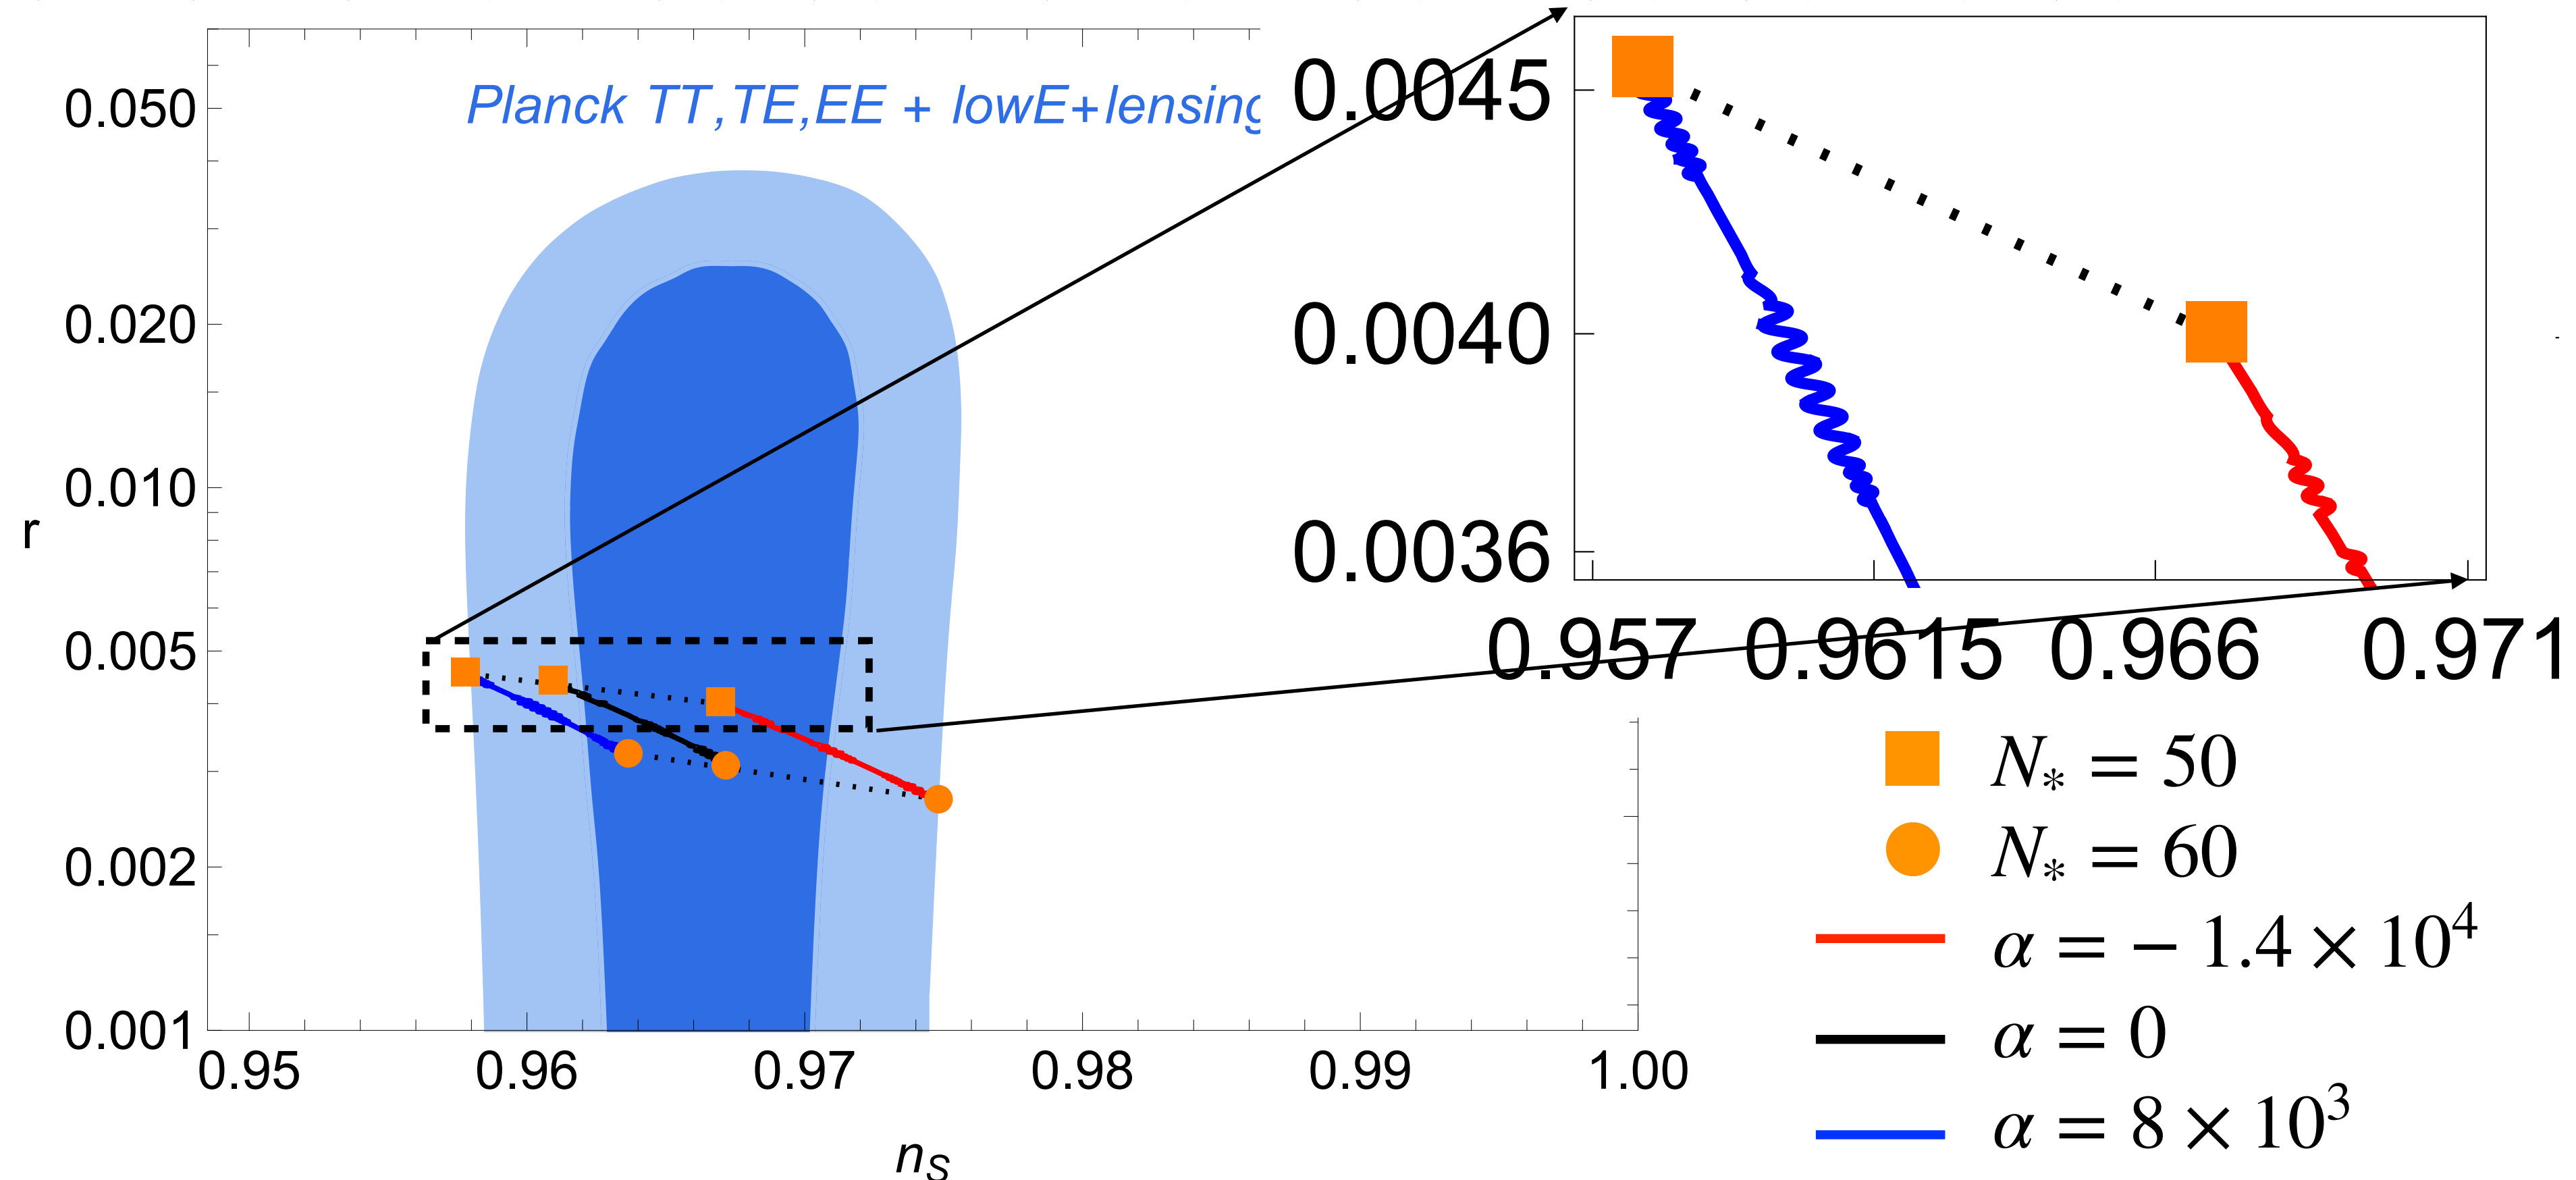 Planck TT,TE,EE + lowE+lensing
0.050
0.020
0.010
0.005
0.002
0.001
r
0.95 0.96 0.97 0.98 0.99 1.00
n_S
0.0045
0.0040
0.0036
0.957 0.9615 0.966 0.971
N_* = 50
N_* = 60
α = − 1.4 × 10^4
α = 0
α = 8 × 10^3